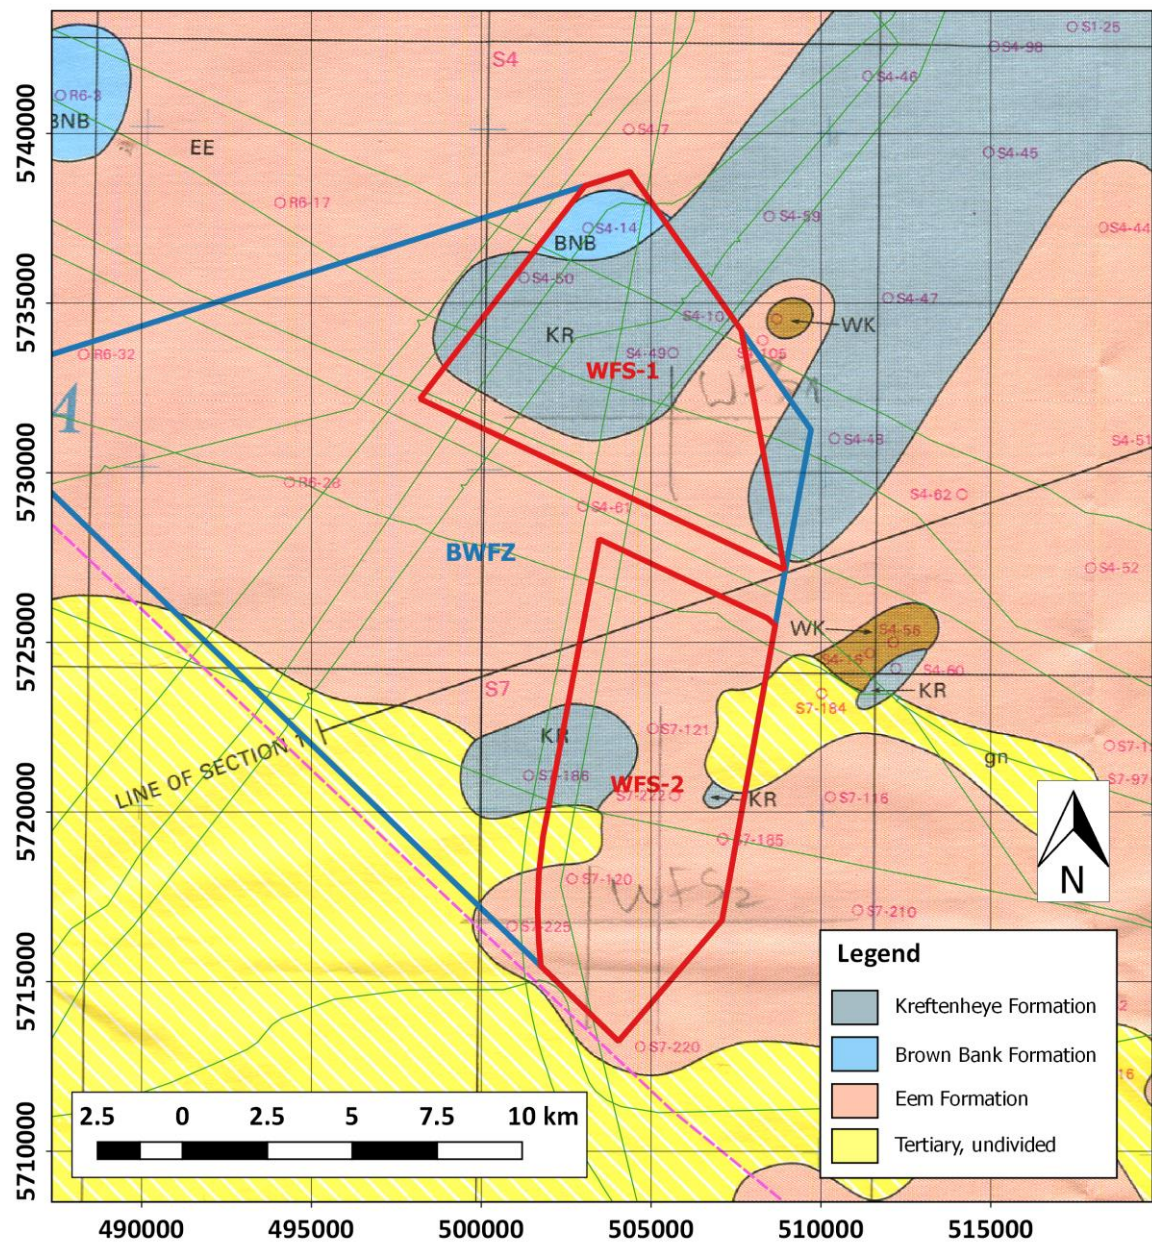 S1-25
S4
S4-98
S4-46
R6-3
BNB
S4-7
EE
S4-45
R6-17
S4-59
S4-14
S4-44
BNB
S4-50
S4-47
S4-10
WK
KR
S4-49
S4-105
R6-32
WFS-1
WFS1
A
S4-48
S4-51
R6-28
S4-62
S4-61
BWFZ
S4-52
WK
S4-58
S4-16
S4-60
S7
KR
S7-184
KR
S7-121
LINE OF SECTION 1
gn
S7-186
WFS-2
S7-97
S7-222
KR
S7-116
S7-185
S7-120
WFS2
S7-210
S7-225
S7-220
16
N
Legend
Kreftenheye Formation
Brown Bank Formation
Eem Formation
Tertiary, undivided
2.5 0 2.5 5 7.5 10 km
5740000
5735000
5730000
5725000
5720000
5715000
5710000
490000 495000 500000 505000 510000 515000